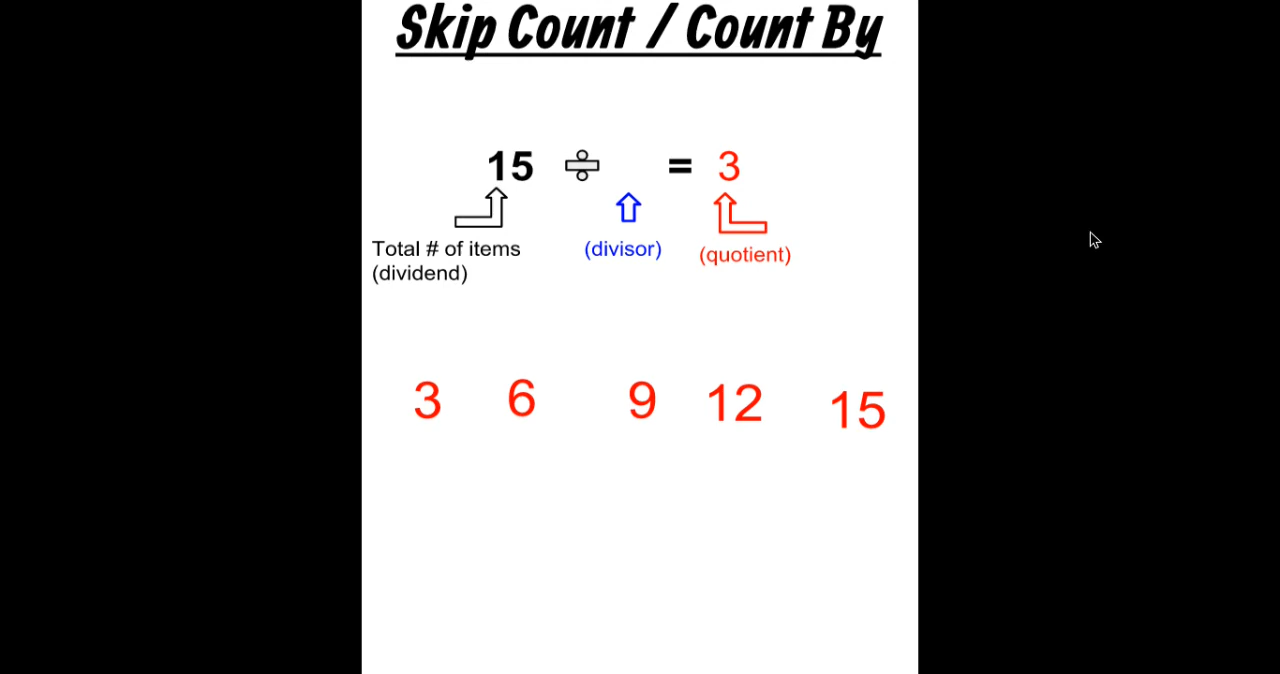 Skip Count / Count By
15 ÷ = 3
Total # of items
(dividend)
(divisor)
(quotient)
3 6 9 12 15